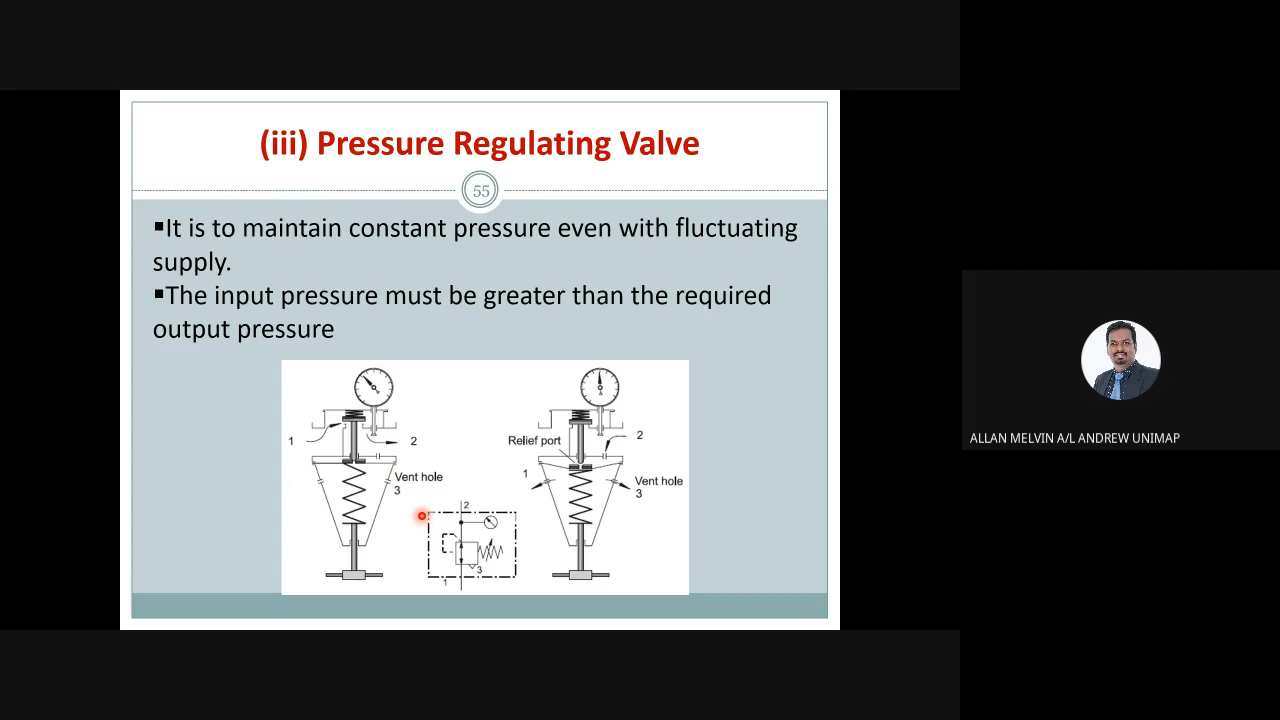 (iii) Pressure Regulating Valve
55
▪It is to maintain constant pressure even with fluctuating
supply.
▪The input pressure must be greater than the required
output pressure
1
2
Vent hole
3
Relief port
2
1
Vent hole
3
2
3
1
ALLAN MELVIN A/L ANDREW UNIMAP